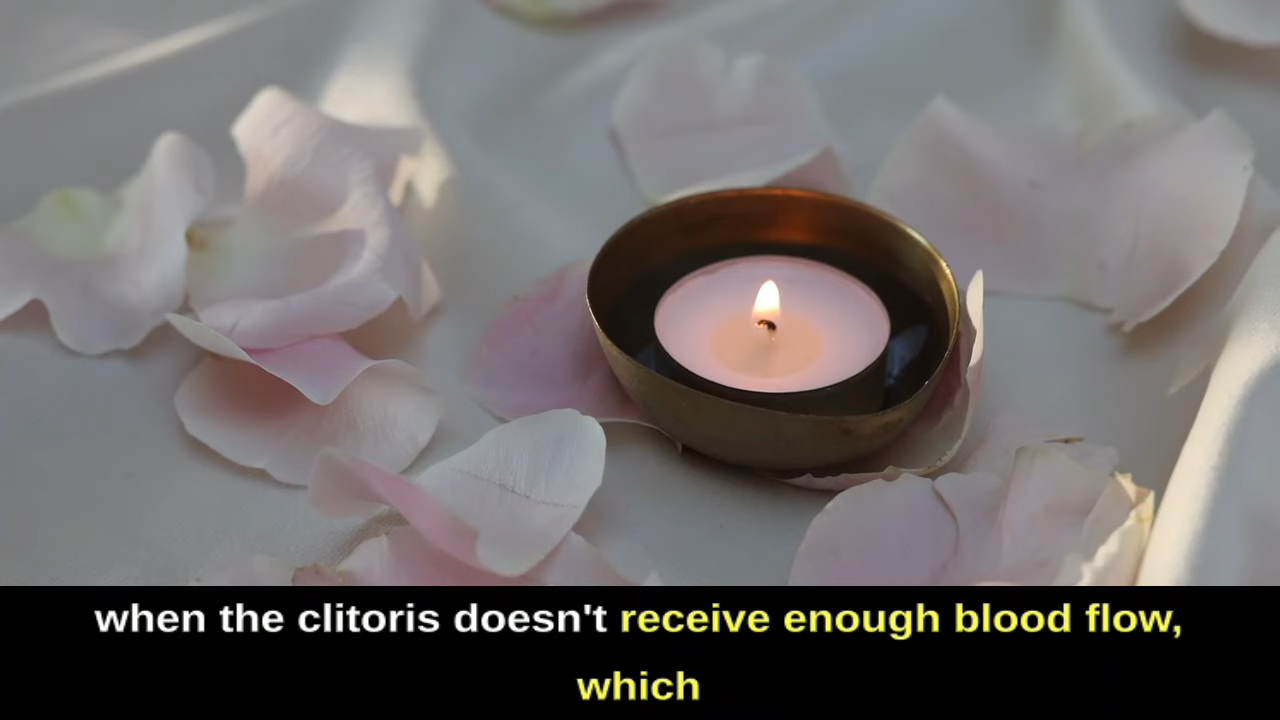 when the clitoris doesn't receive enough blood flow,
which